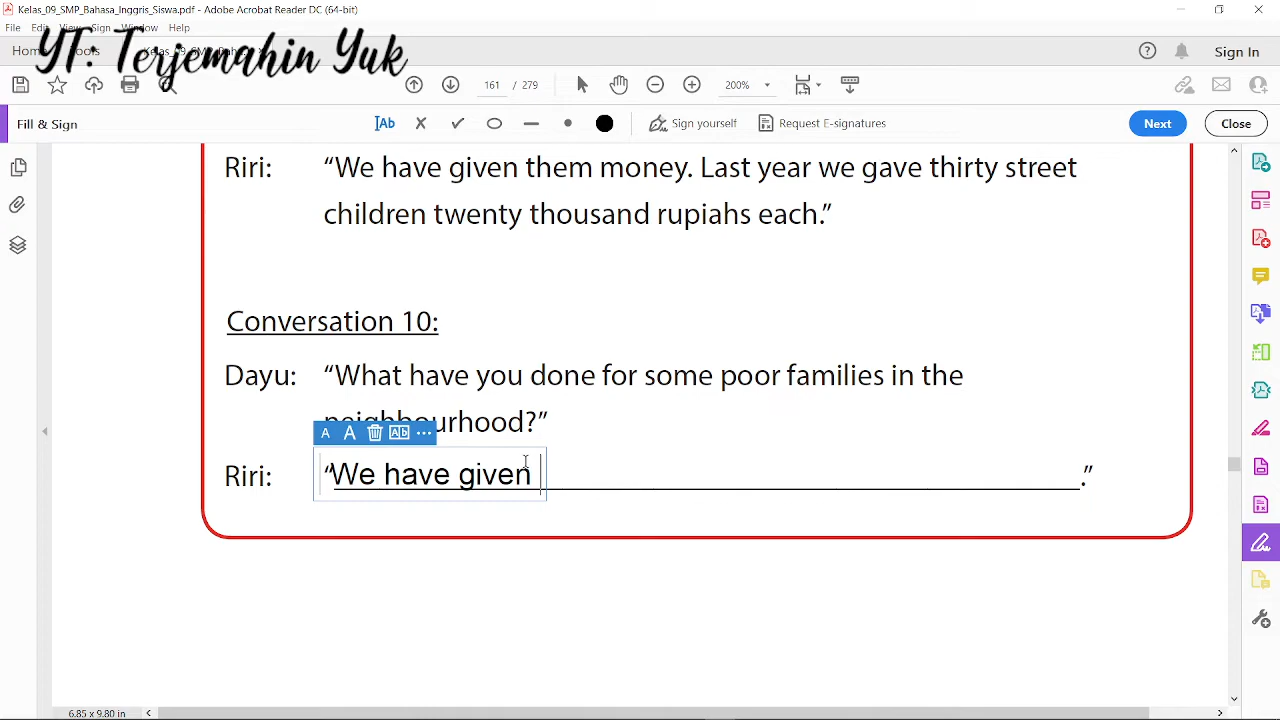 Kelas_09_SMP_Bahasa_Inggris_Siswa.pdf - Adobe Acrobat Reader DC (64-bit)
File Edit View Sign Window Help
YT: Terjemahin Yuk
Home Tools Sign In
161 / 279 200%
Fill & Sign Sign yourself Request E-signatures Next Close
Riri: “We have given them money. Last year we gave thirty street
children twenty thousand rupiahs each.”
Conversation 10:
Dayu: “What have you done for some poor families in the
neighbourhood?”
Riri: “We have given ____.”
6.85 x 9.80 in